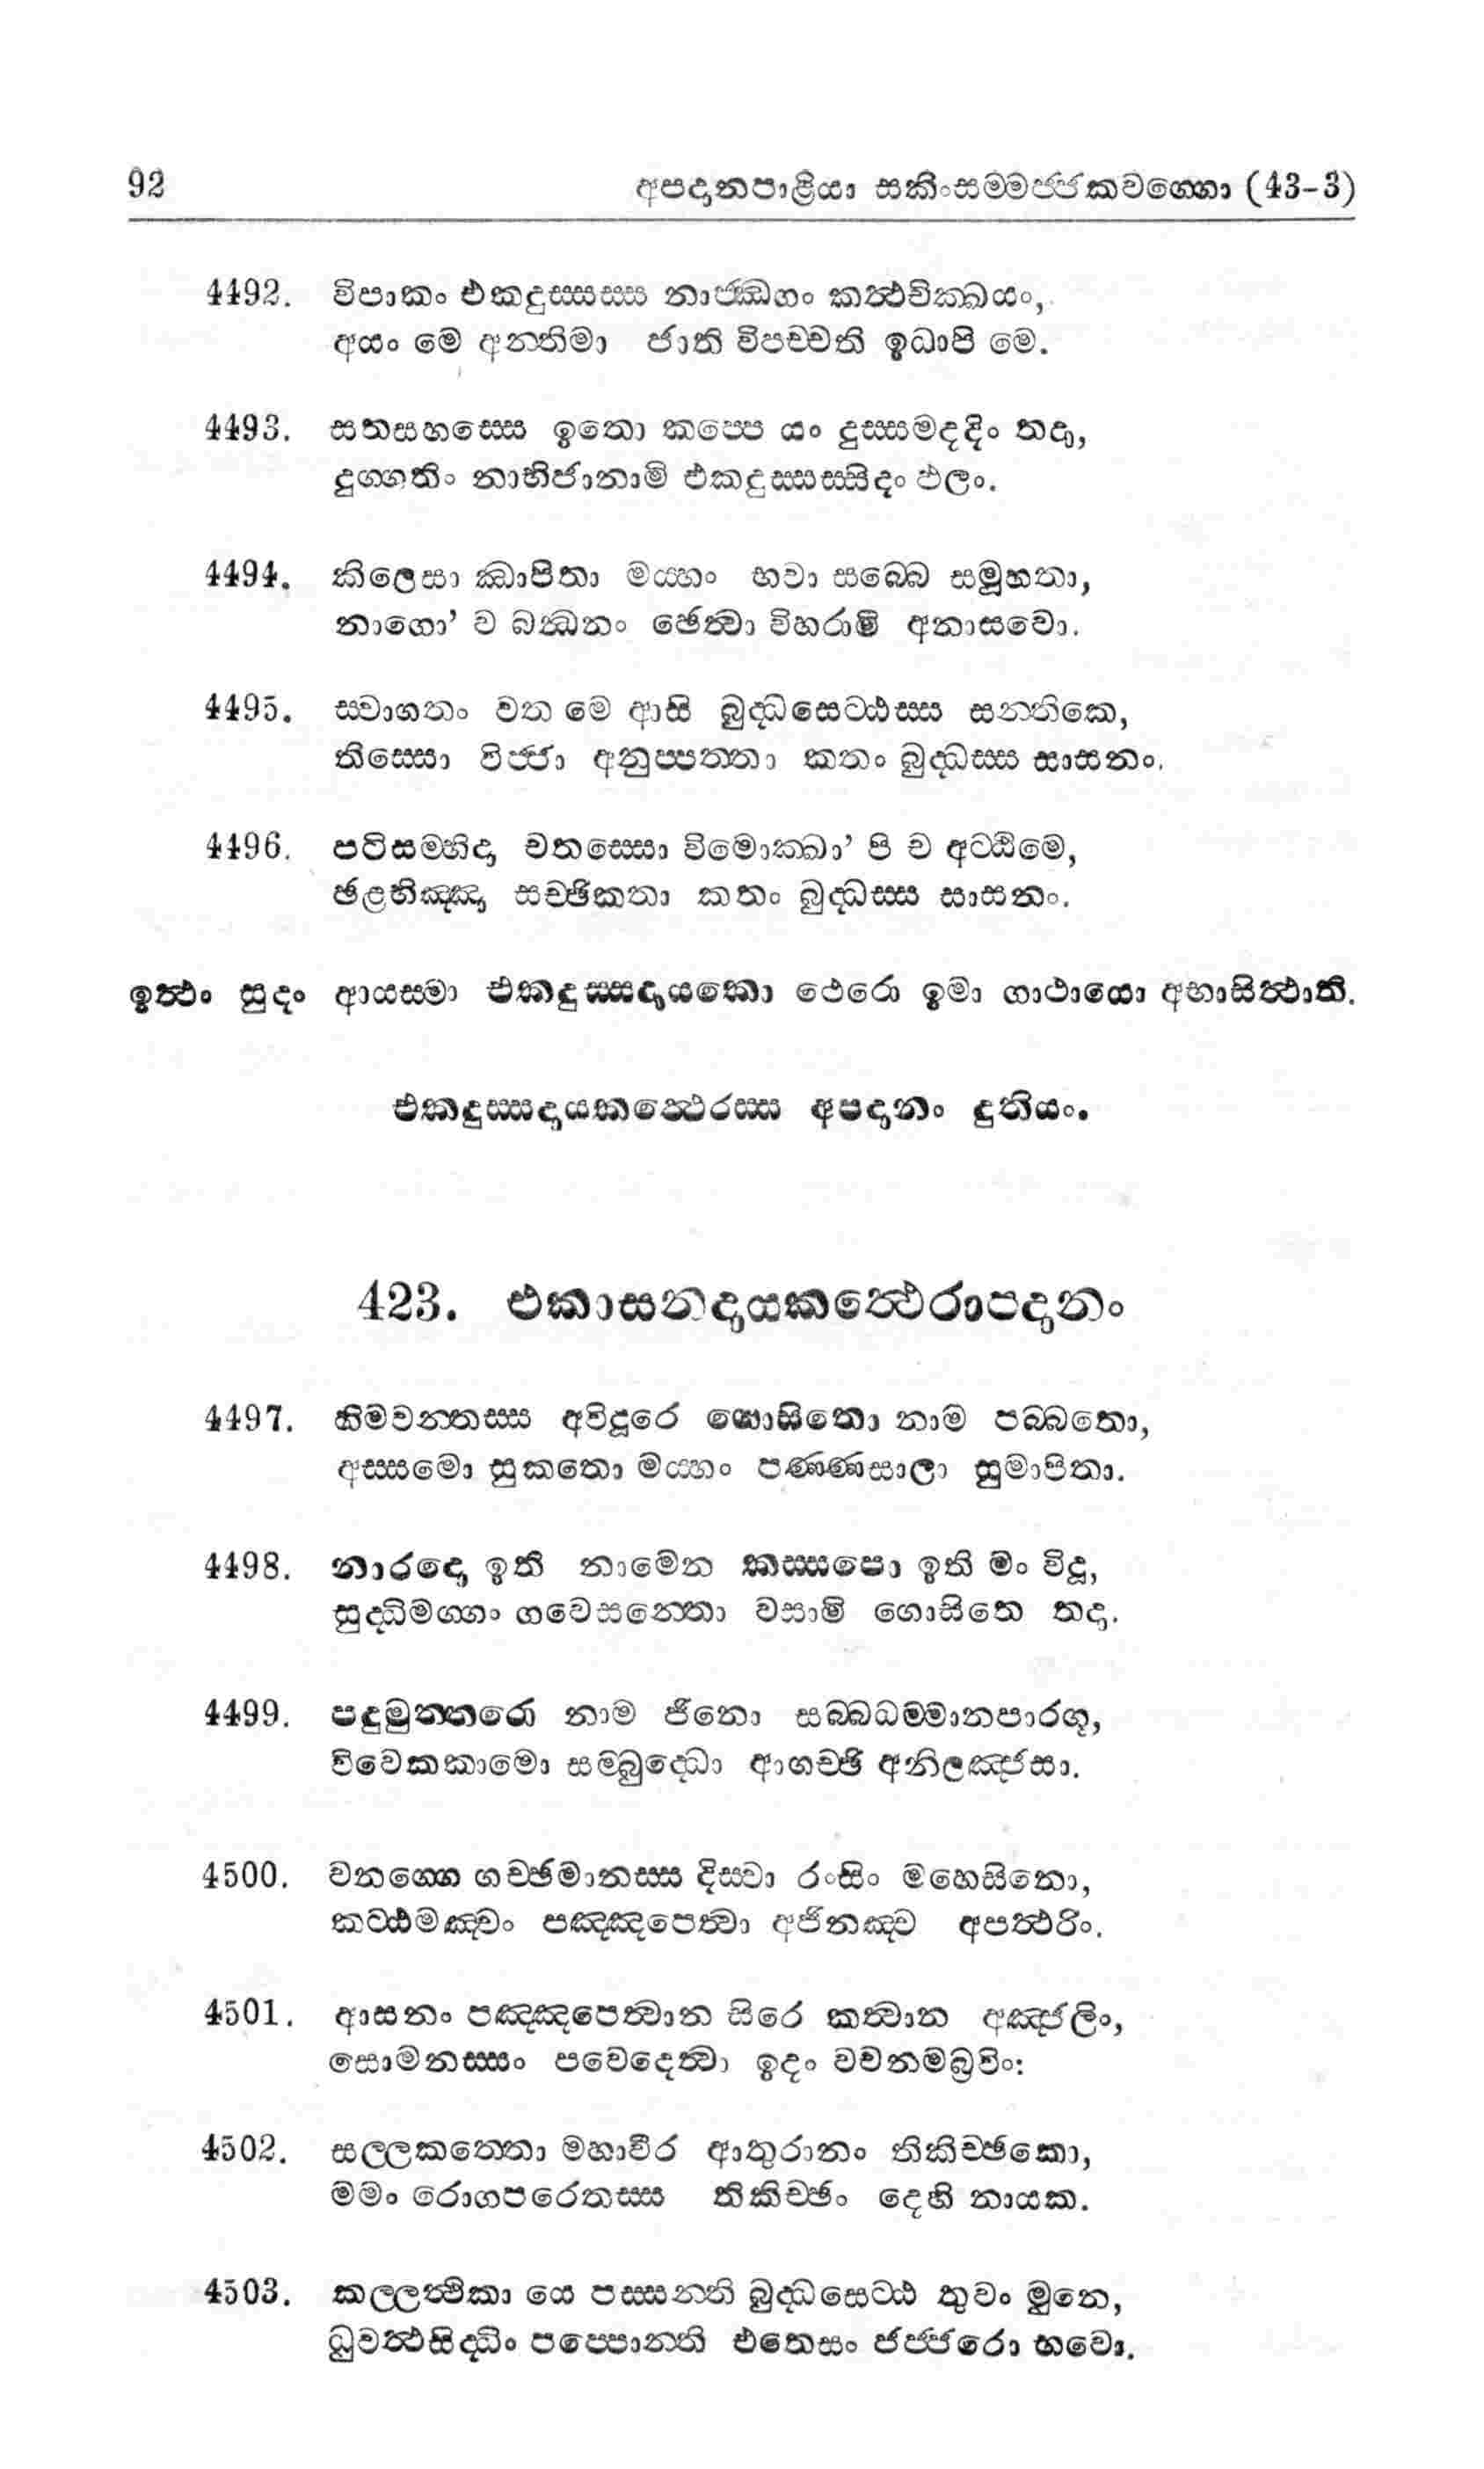 92 අපදානපාළියා සකිංසම්මජ්ජකවග්ගො (43-3)
4492. විපාකං එකදුස්සස්ස නාජ්ඣගං කත්ථචික්ඛයං,
අයං මෙ අන්තිමා ජාති විපච්චති ඉධාපි මෙ.
4493. සතසහස්සෙ ඉතො කප්පෙ යං දුස්සමදදිං තදා,
දුග්ගතිං නාභිජානාමි එකදුස්සස්සිදං ඵලං.
4494. කිලෙසා ඣාපිතා මය්හං භවා සබ්බෙ සමූහතා,
නාගො' ව බන්ධනං ඡෙත්වා විහරාමි අනාසවො.
4495. ස්වාගතං වත මෙ ආසි බුද්ධසෙට්ඨස්ස සන්තිකෙ,
තිස්සො විජ්ජා අනුප්පත්තා කතං බුද්ධස්ස සාසනං.
4496. පටිසම්භිදා චතස්සො විමොක්ඛා' පි ච අට්ඨිමෙ,
ඡළභිඤ්ඤා සච්ඡිකතා කතං බුද්ධස්ස සාසනං.
ඉත්ථං සුදං ආයස්මා එකදුස්සදායකො ථෙරො ඉමා ගාථායො අභාසිත්ථාති.
එකදුස්සදායකත්ථෙරස්ස අපදානං දුතියං.
423. එකාසනදායකත්ථෙරාපදානං
4497. හිමවන්තස්ස අවිදූරෙ ගොසිතො නාම පබ්බතො,
අස්සමො සුකතො මය්හං පණ්ණසාලා සුමාපිතා.
4498. නාරදො ඉති නාමෙන කස්සපො ඉති මං විදූ,
සුද්ධිමග්ගං ගවෙසන්තො වසාමි ගොසිතෙ තදා.
4499. පදුමුත්තරො නාම ජිනො සබ්බධම්මානපාරගූ,
විවෙකකාමො සම්බුද්ධො ආගච්ඡි අනිලඤ්ජසා.
4500. වනග්ගෙ ගච්ඡමානස්ස දිස්වා රංසිං මහෙසිනො,
කට්ඨමඤ්චං පඤ්ඤපෙත්වා අජිනඤ්ච අපත්ථරිං.
4501. ආසනං පඤ්ඤපෙත්වාන සිරෙ කත්වාන අඤ්ජලිං,
සොමනස්සං පවෙදෙත්වා ඉදං වචනමබ්‍රවිං:
4502. සල්ලකත්තො මහාවීර ආතුරානං තිකිච්ඡකො,
මමං රොගපරෙතස්ස තිකිච්ඡං දෙහි නායක.
4503. කල්ලත්ථිකා යෙ පස්සන්ති බුද්ධසෙට්ඨ තුවං මුනෙ,
ධුවත්ථසිද්ධිං පප්පොන්ති එතෙසං ජජ්ජරො භවො.